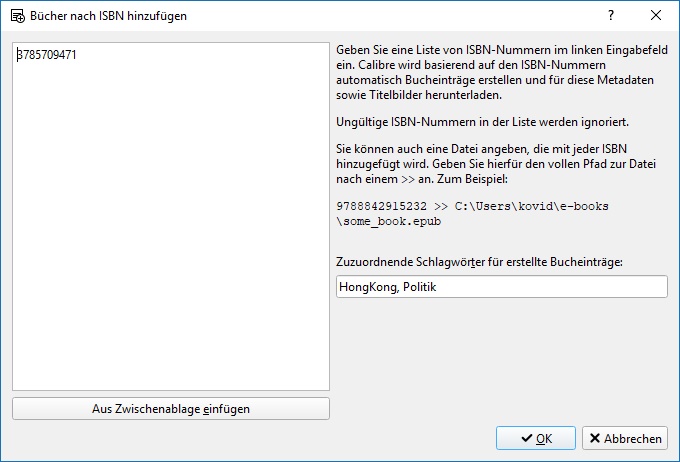 Bücher nach ISBN hinzufügen
3785709471
Geben Sie eine Liste von ISBN-Nummern im linken Eingabefeld
ein. Calibre wird basierend auf den ISBN-Nummern
automatisch Bucheinträge erstellen und für diese Metadaten
sowie Titelbilder herunterladen.
Ungültige ISBN-Nummern in der Liste werden ignoriert.
Sie können auch eine Datei angeben, die mit jeder ISBN
hinzugefügt wird. Geben Sie hierfür den vollen Pfad zur Datei
nach einem >> an. Zum Beispiel:
9788842915232 >> C:\Users\kovid\e-books
\some_book.epub
Zuzuordnende Schlagwörter für erstellte Bucheinträge:
HongKong, Politik
Aus Zwischenablage einfügen
OK
Abbrechen